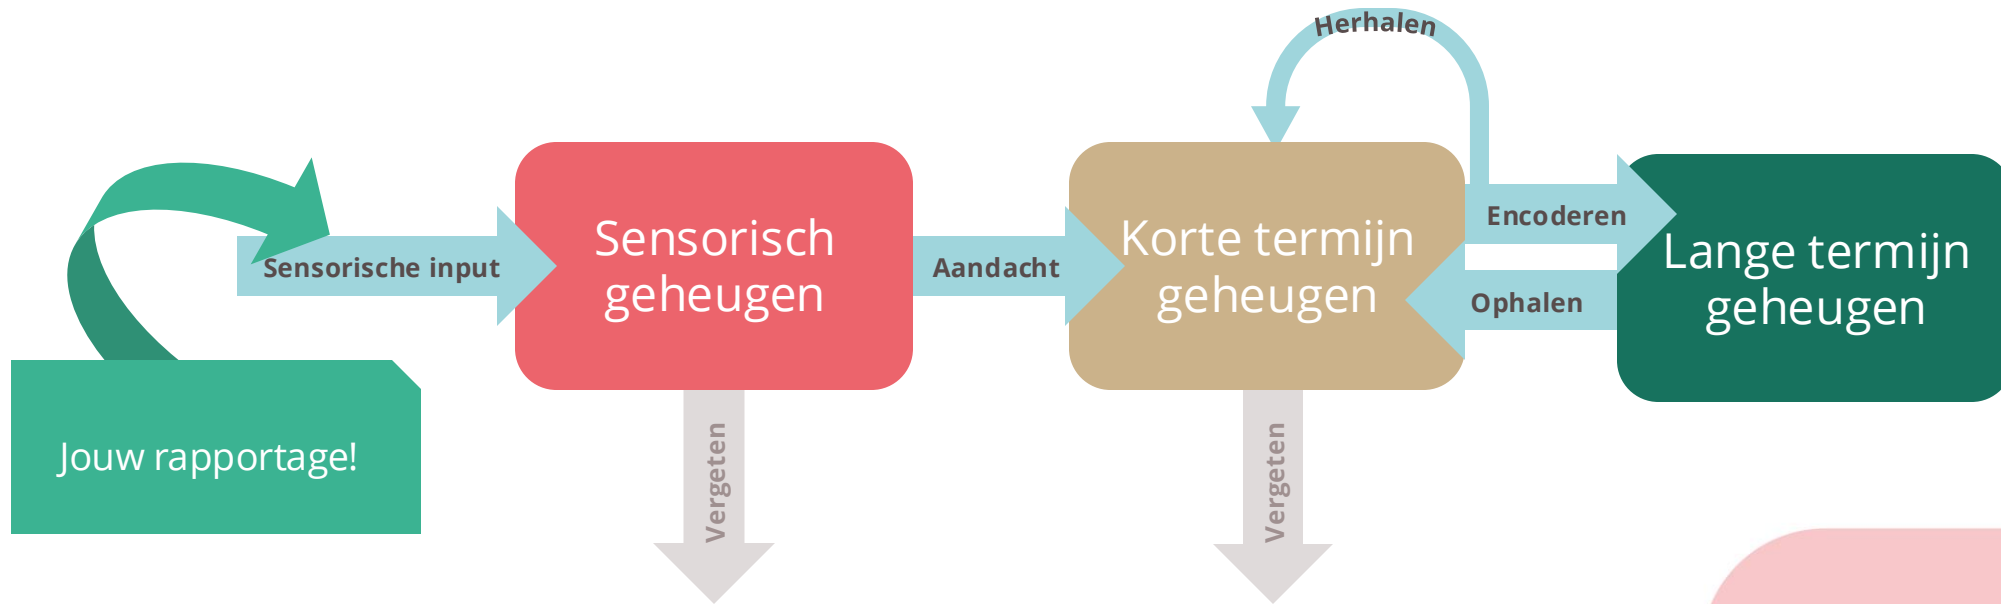 Herhalen
Sensorisch
geheugen
Korte termijn
geheugen
Lange termijn
geheugen
Sensorische input
Aandacht
Encoderen
Ophalen
Jouw rapportage!
Vergeten
Vergeten